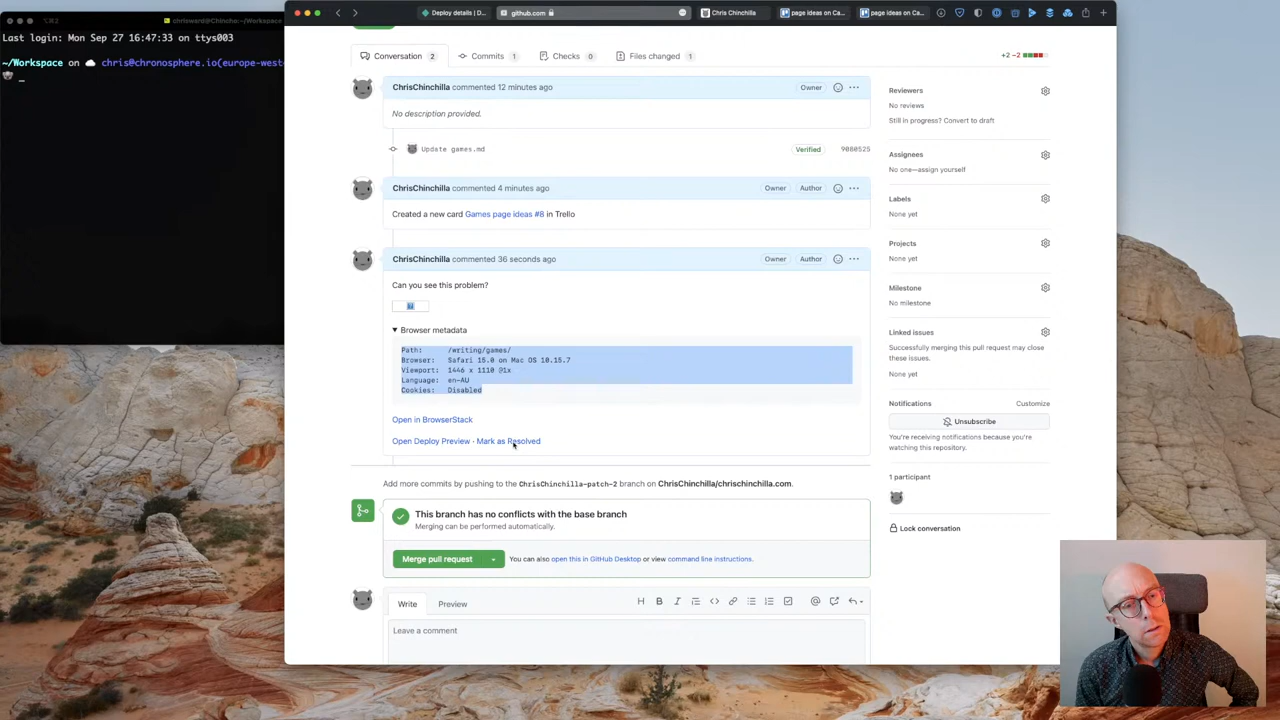 ⌥⌘2
chrisward@Chincho:~/Workspace
Last login: Mon Sep 27 16:47:33 on ttys003
~/Workspace on chris@chronosphere.io(europe-west
Deploy details | D...
github.com
Chris Chinchilla
page ideas on Ca...
page ideas on Ca...
Conversation 2
Commits 1
Checks 0
Files changed 1
+2 −2
ChrisChinchilla commented 12 minutes ago
Owner
No description provided.
Update games.md
Verified
9080525
ChrisChinchilla commented 4 minutes ago
Owner
Author
Created a new card Games page ideas #8 in Trello
ChrisChinchilla commented 36 seconds ago
Owner
Author
Can you see this problem?
Browser metadata
Path: /writing/games/
Browser: Safari 15.0 on Mac OS 10.15.7
Viewport: 1446 x 1110 @1x
Language: en-AU
Cookies: Disabled
Open in BrowserStack
Open Deploy Preview · Mark as Resolved
Add more commits by pushing to the ChrisChinchilla-patch-2 branch on ChrisChinchilla/chrischinchilla.com.
This branch has no conflicts with the base branch
Merging can be performed automatically.
Merge pull request
You can also open this in GitHub Desktop or view command line instructions.
Write
Preview
Leave a comment
Reviewers
No reviews
Still in progress? Convert to draft
Assignees
No one—assign yourself
Labels
None yet
Projects
None yet
Milestone
No milestone
Linked issues
Successfully merging this pull request may close
these issues.
None yet
Notifications
Customize
Unsubscribe
You're receiving notifications because you're
watching this repository.
1 participant
Lock conversation